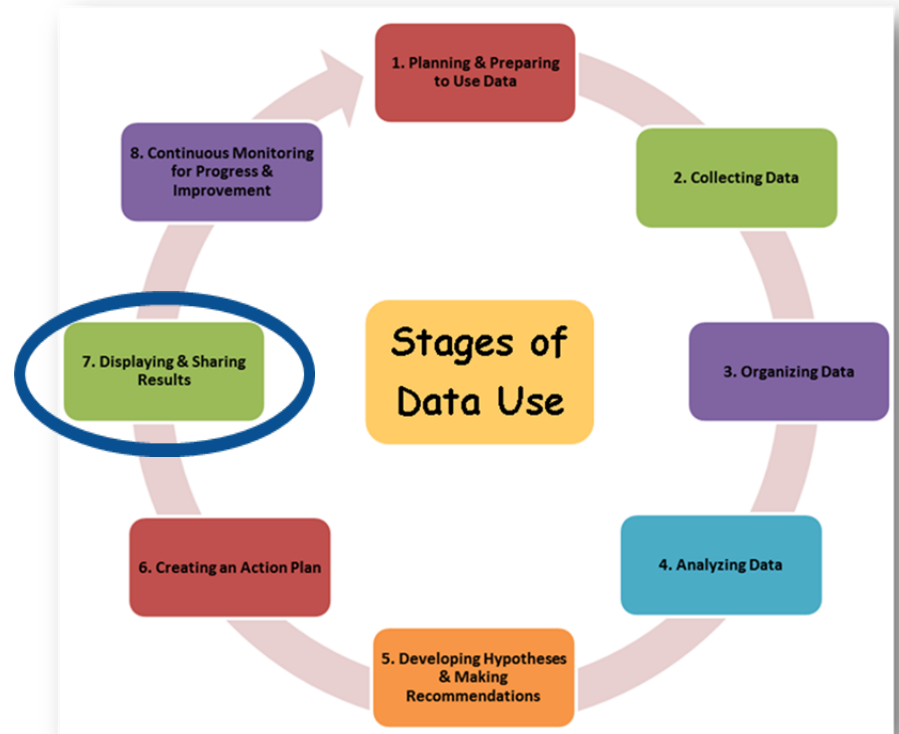 1. Planning & Preparing
to Use Data
2. Collecting Data
3. Organizing Data
4. Analyzing Data
5. Developing Hypotheses
& Making
Recommendations
6. Creating an Action Plan
7. Displaying & Sharing
Results
8. Continuous Monitoring
for Progress &
Improvement
Stages of
Data Use